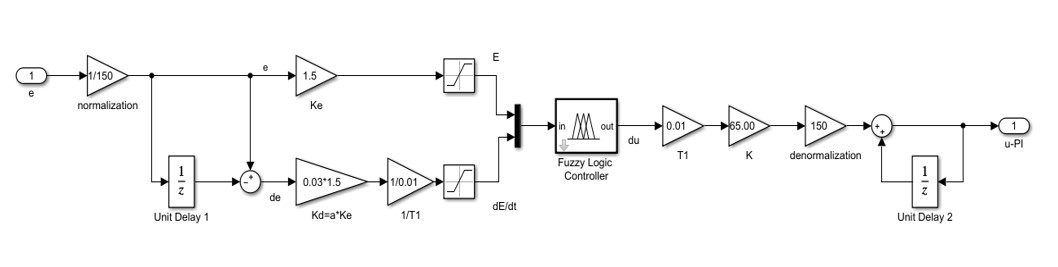 1
e
1/150
normalization
e
1.5
Ke
E
1
z
Unit Delay 1
+
−
de
0.03*1.5
Kd=a*Ke
1/0.01
1/T1
dE/dt
in
out
Fuzzy Logic
Controller
du
0.01
T1
65.00
K
150
denormalization
+
+
1
z
Unit Delay 2
1
u-PI